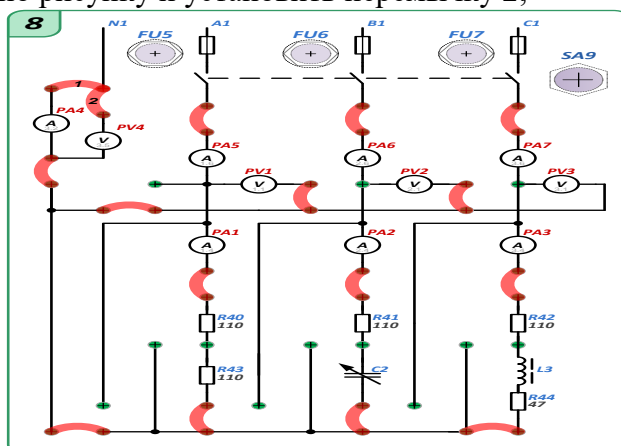 8
N1 A1 B1 C1
FU5 FU6 FU7
SA9
1
2
PA4 A
PV4 V
PA5 A PA6 A PA7 A
PV1 V PV2 V PV3 V
PA1 A PA2 A PA3 A
R40 110 R41 110 R42 110
R43 110 C2 L3
R44 47